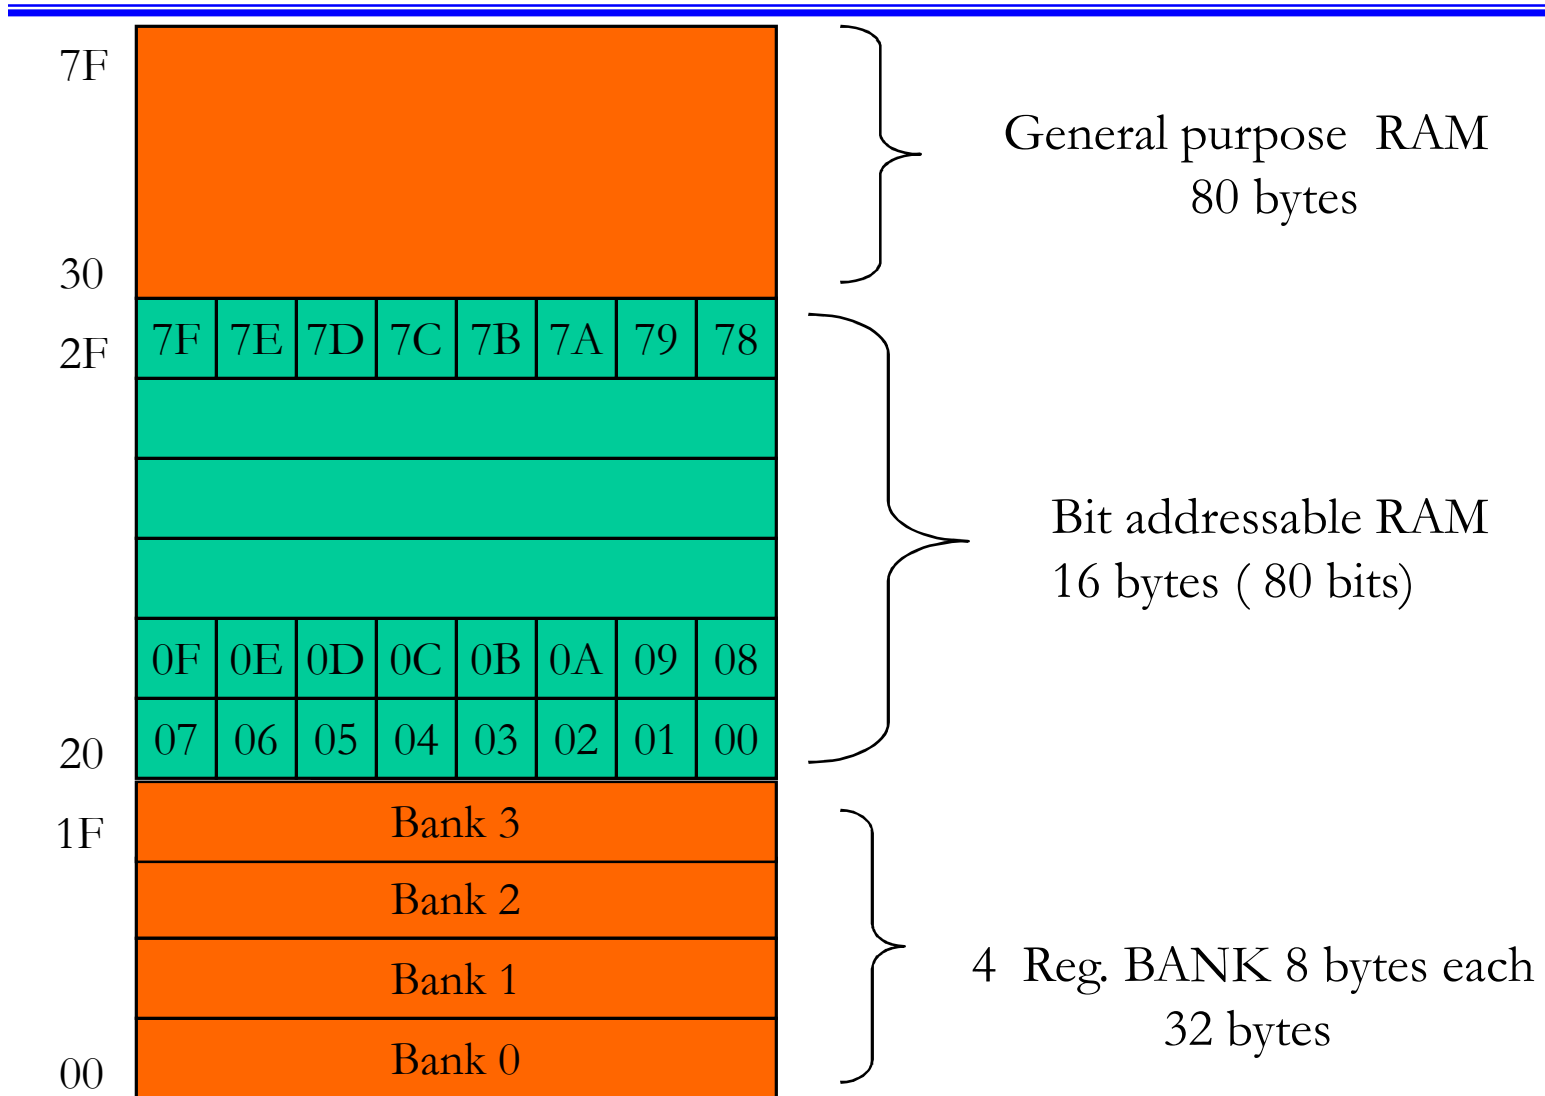 7F
General purpose RAM
80 bytes
30
2F
7F 7E 7D 7C 7B 7A 79 78
Bit addressable RAM
16 bytes ( 80 bits)
0F 0E 0D 0C 0B 0A 09 08
20
07 06 05 04 03 02 01 00
1F
Bank 3
Bank 2
Bank 1
4 Reg. BANK 8 bytes each
32 bytes
00
Bank 0